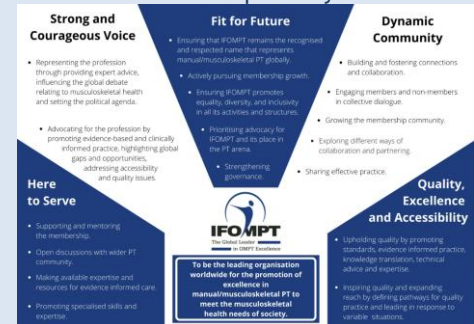 Strong and
Courageous Voice
• Representing the profession
through providing expert advice,
influencing the global debate
relating to musculoskeletal health
and setting the political agenda.
• Advocating for the profession by
promoting evidence-based and clinically
informed practice, highlighting global
gaps and opportunities,
addressing accessibility
and quality issues.
Fit for Future
• Ensuring that IFOMPT remains the recognised
and respected name that represents
manual/musculoskeletal PT globally.
• Actively pursuing membership growth.
• Ensuring IFOMPT promotes
equality, diversity, and inclusivity
in all its activities and structures.
• Prioritising advocacy for
IFOMPT and its place in
the PT arena.
• Strengthening
governance.
Dynamic
Community
• Building and fostering connections
and collaboration.
• Engaging members and non-members
in collective dialogue.
• Growing the membership community.
• Exploring different ways of
collaboration and partnering.
• Sharing effective practice.
Here
to Serve
• Supporting and mentoring
the membership.
• Open discussions with wider PT
community.
• Making available expertise and
resources for evidence informed care.
• Promoting specialised skills and
expertise.
IFOMPT
The Global Leader
in OMPT Excellence
To be the leading organisation
worldwide for the promotion of
excellence in
manual/musculoskeletal PT to
meet the musculoskeletal
health needs of society.
Quality,
Excellence
and Accessibility
• Upholding quality by promoting
standards, evidence informed practice,
knowledge translation, technical
advice and expertise.
• Inspiring quality and expanding
reach by defining pathways for quality
practice and leading in response to
variable situations.